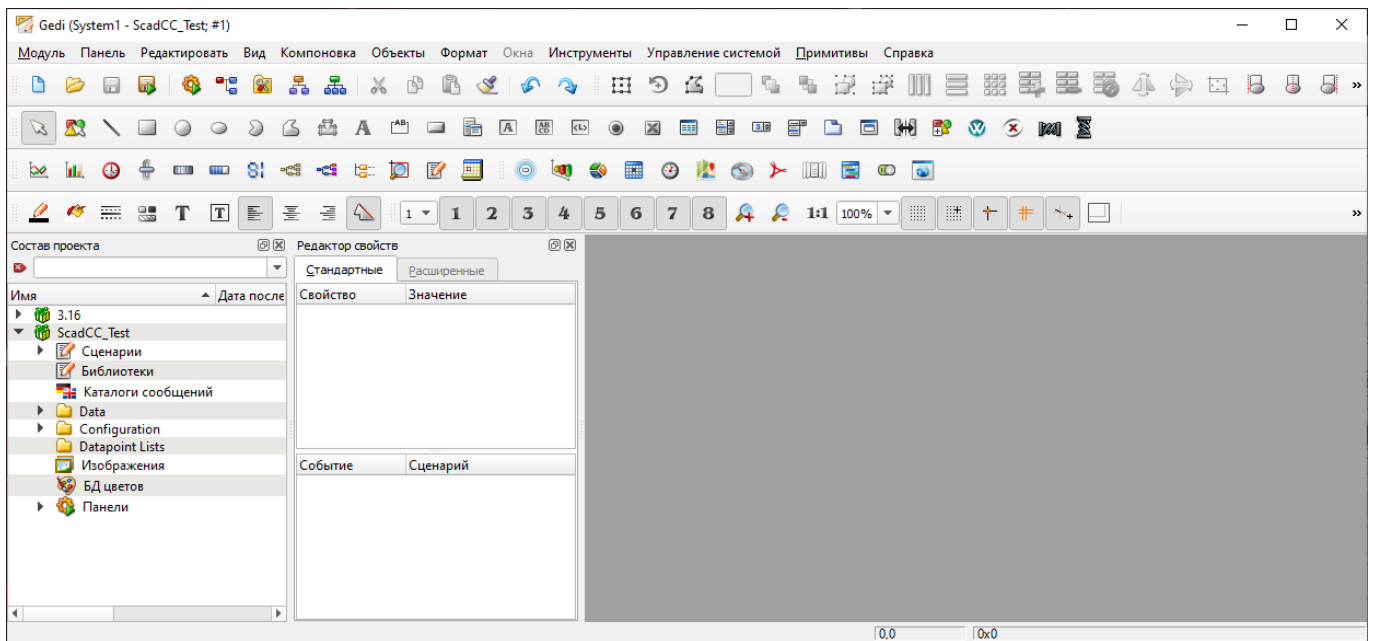 Gedi (System1 - ScadCC_Test; #1)
Модуль Панель Редактировать Вид Компоновка Объекты Формат Окна Инструменты Управление системой Примитивы Справка
1 1 2 3 4 5 6 7 8 1:1 100%
Состав проекта
Редактор свойств
Стандартные Расширенные
Имя Дата после
Свойство Значение
3.16
ScadCC_Test
Сценарии
Библиотеки
Каталоги сообщений
Data
Configuration
Datapoint Lists
Изображения
Событие Сценарий
БД цветов
Панели
0,0 0x0